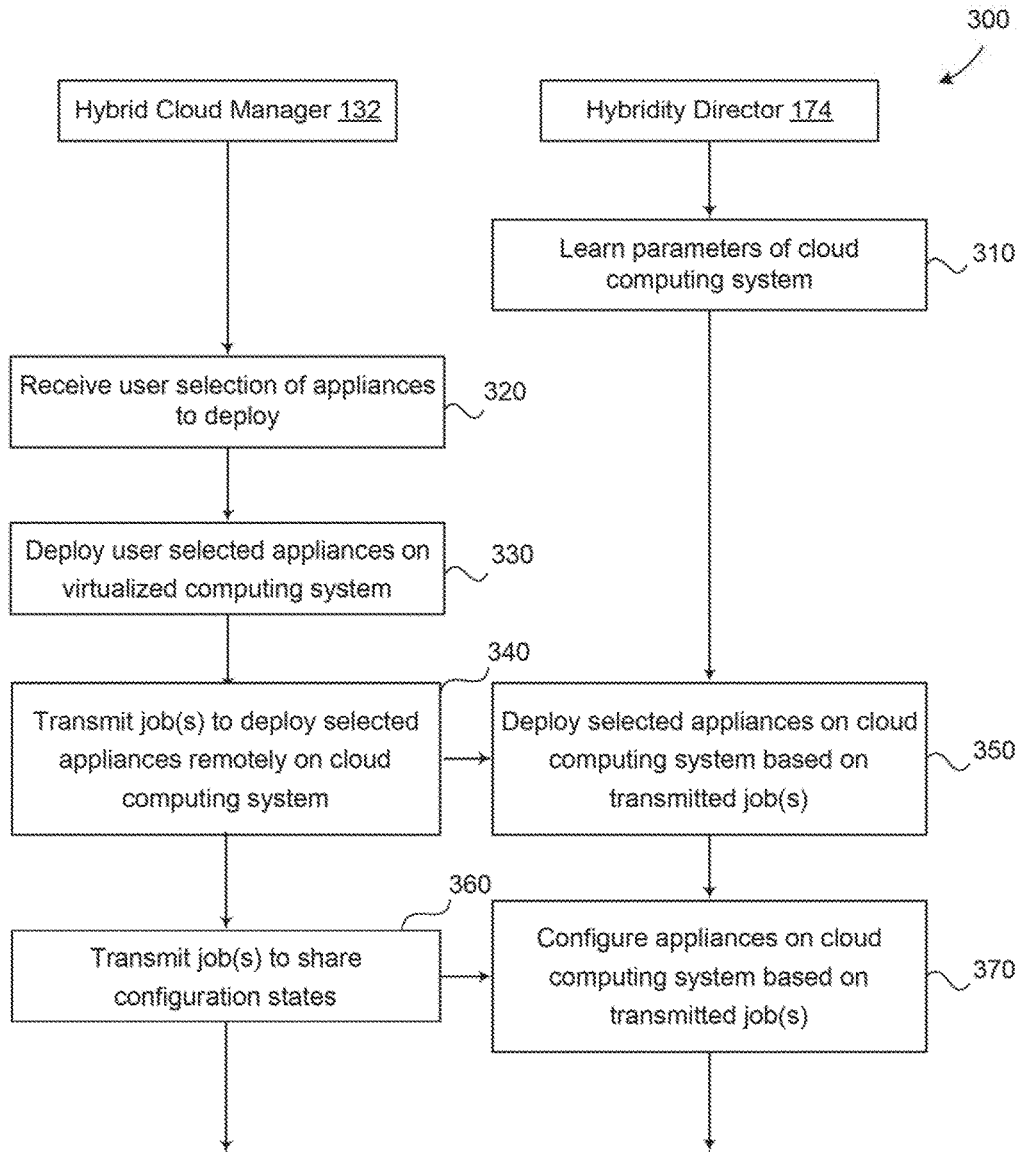 300
Hybrid Cloud Manager 132
Hybridity Director 174
Learn parameters of cloud
computing system
310
Receive user selection of appliances
to deploy
320
Deploy user selected appliances on
virtualized computing system
330
340
Transmit job(s) to deploy selected
appliances remotely on cloud
computing system
Deploy selected appliances on cloud
computing system based on
transmitted job(s)
350
360
Transmit job(s) to share
configuration states
Configure appliances on cloud
computing system based on
transmitted job(s)
370